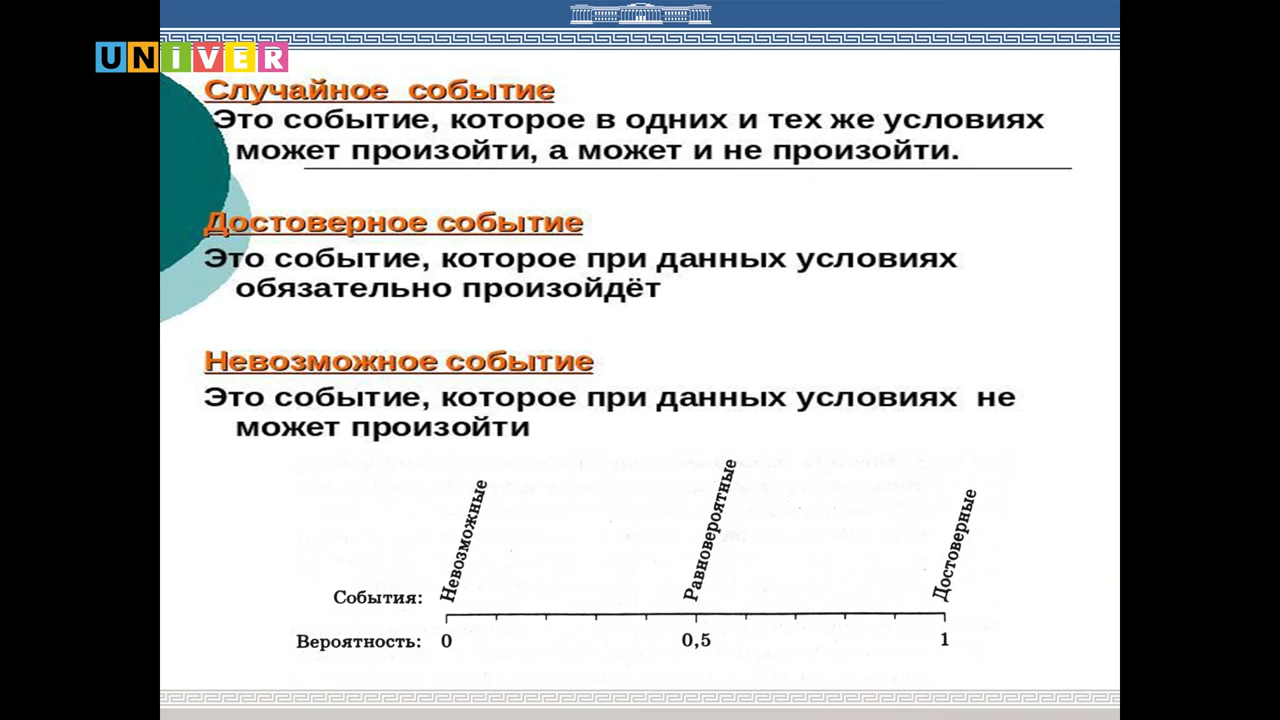 UNIVER
Случайное событие
Это событие, которое в одних и тех же условиях
может произойти, а может и не произойти.
Достоверное событие
Это событие, которое при данных условиях
обязательно произойдёт
Невозможное событие
Это событие, которое при данных условиях не
может произойти
События: Невозможные Равновероятные Достоверные
Вероятность: 0 0,5 1